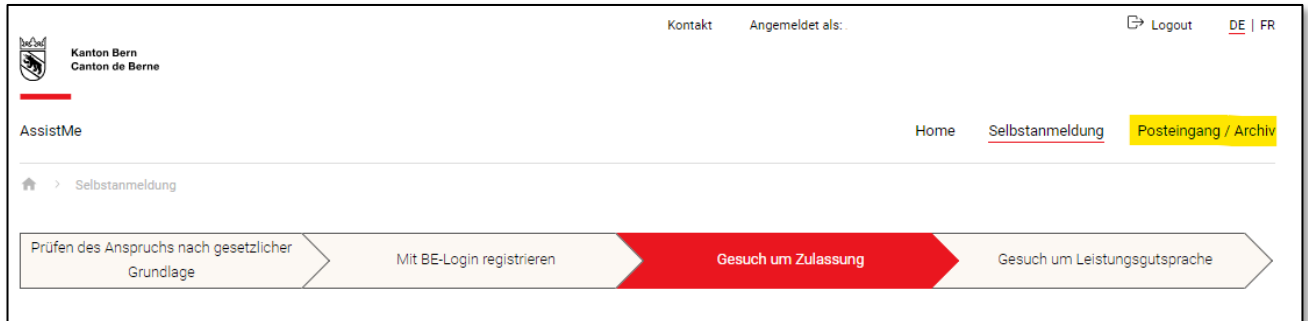 Kontakt Angemeldet als: Logout DE | FR
Kanton Bern
Canton de Berne
AssistMe Home Selbstanmeldung Posteingang / Archiv
> Selbstanmeldung
Prüfen des Anspruchs nach gesetzlicher
Grundlage
Mit BE-Login registrieren
Gesuch um Zulassung
Gesuch um Leistungsgutsprache